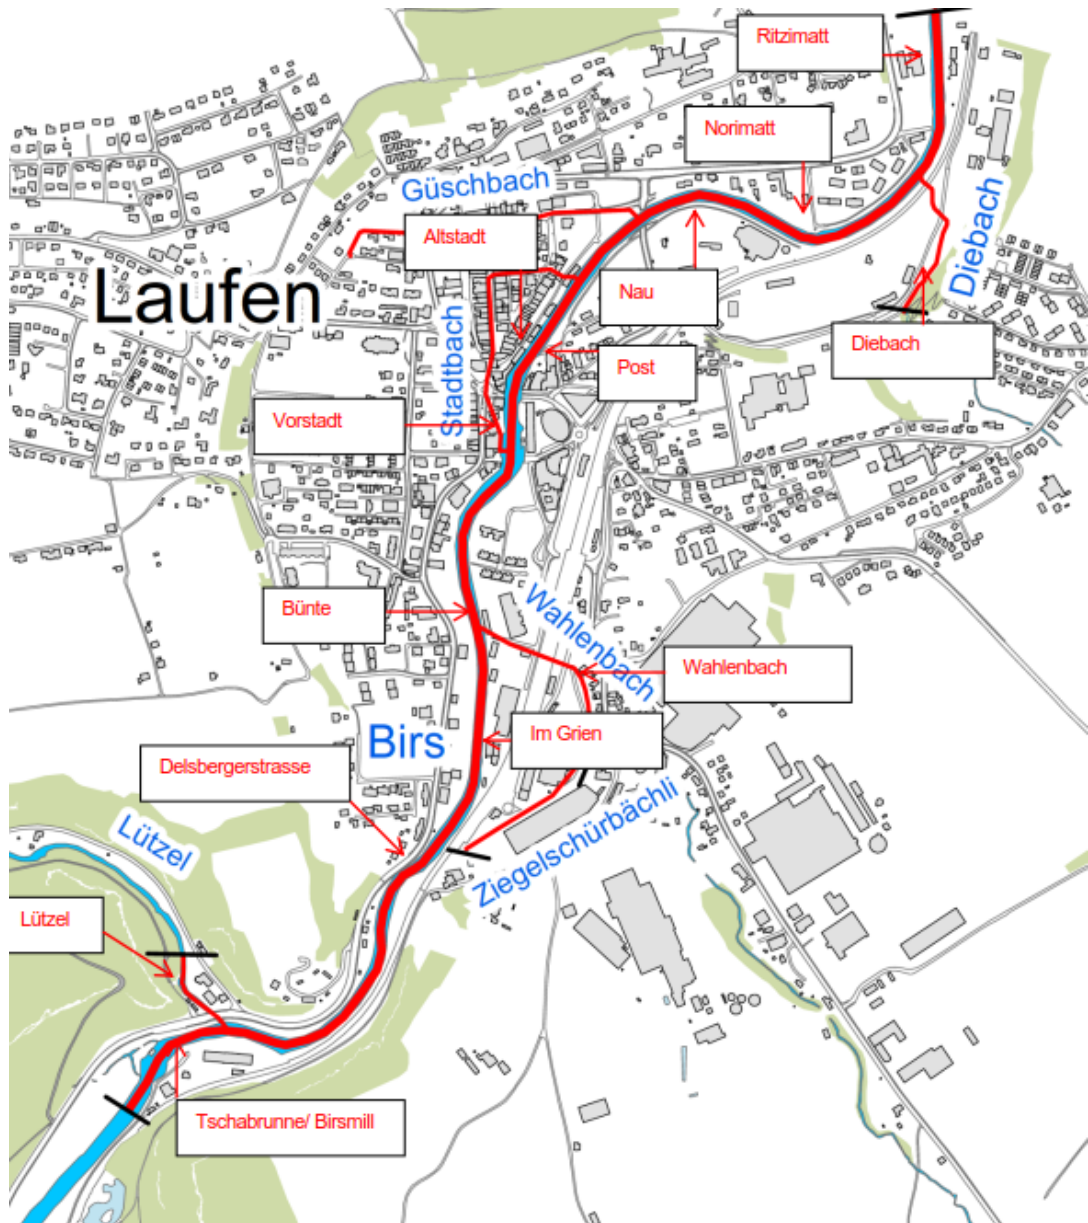 Ritzimatt
Norimatt
Güschbach
Altstadt
Diebach
Laufen
Nau
Stadtbach
Post
Diebach
Vorstadt
Bünte
Wahlenbach
Wahlenbach
Im Grien
Birs
Delsbergerstrasse
Ziegelschürbächli
Lützel
Lützel
Tschabrunne/ Birsmill